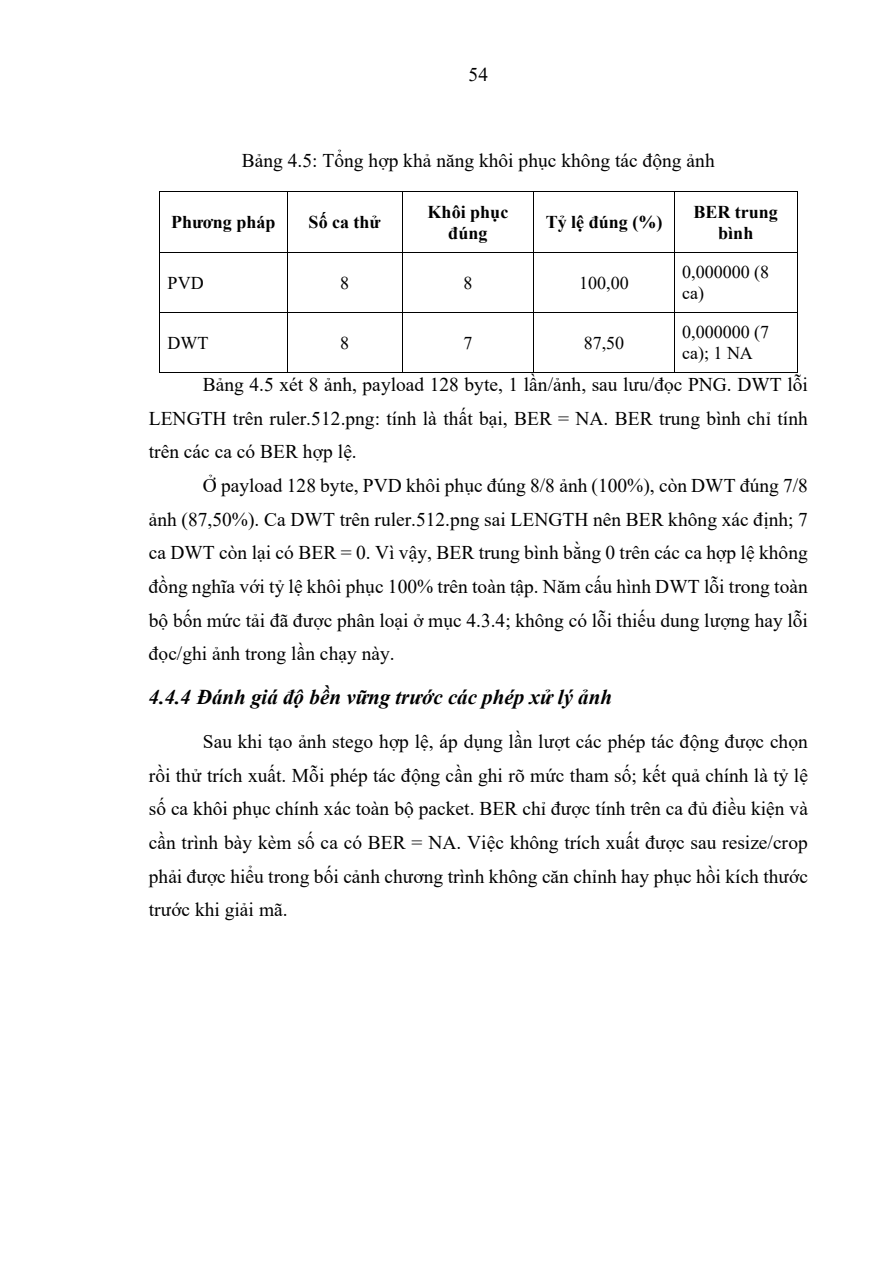 54
Bảng 4.5: Tổng hợp khả năng khôi phục không tác động ảnh
Phương pháp
Số ca thử
Khôi phục
đúng
Tỷ lệ đúng (%)
BER trung
bình
PVD
8
8
100,00
0,000000 (8
ca)
DWT
8
7
87,50
0,000000 (7
ca); 1 NA
Bảng 4.5 xét 8 ảnh, payload 128 byte, 1 lần/ảnh, sau lưu/đọc PNG. DWT lỗi
LENGTH trên ruler.512.png: tính là thất bại, BER = NA. BER trung bình chỉ tính
trên các ca có BER hợp lệ.
Ở payload 128 byte, PVD khôi phục đúng 8/8 ảnh (100%), còn DWT đúng 7/8
ảnh (87,50%). Ca DWT trên ruler.512.png sai LENGTH nên BER không xác định; 7
ca DWT còn lại có BER = 0. Vì vậy, BER trung bình bằng 0 trên các ca hợp lệ không
đồng nghĩa với tỷ lệ khôi phục 100% trên toàn tập. Năm cấu hình DWT lỗi trong toàn
bộ bốn mức tải đã được phân loại ở mục 4.3.4; không có lỗi thiếu dung lượng hay lỗi
đọc/ghi ảnh trong lần chạy này.
4.4.4 Đánh giá độ bền vững trước các phép xử lý ảnh
Sau khi tạo ảnh stego hợp lệ, áp dụng lần lượt các phép tác động được chọn
rồi thử trích xuất. Mỗi phép tác động cần ghi rõ mức tham số; kết quả chính là tỷ lệ
số ca khôi phục chính xác toàn bộ packet. BER chỉ được tính trên ca đủ điều kiện và
cần trình bày kèm số ca có BER = NA. Việc không trích xuất được sau resize/crop
phải được hiểu trong bối cảnh chương trình không căn chỉnh hay phục hồi kích thước
trước khi giải mã.